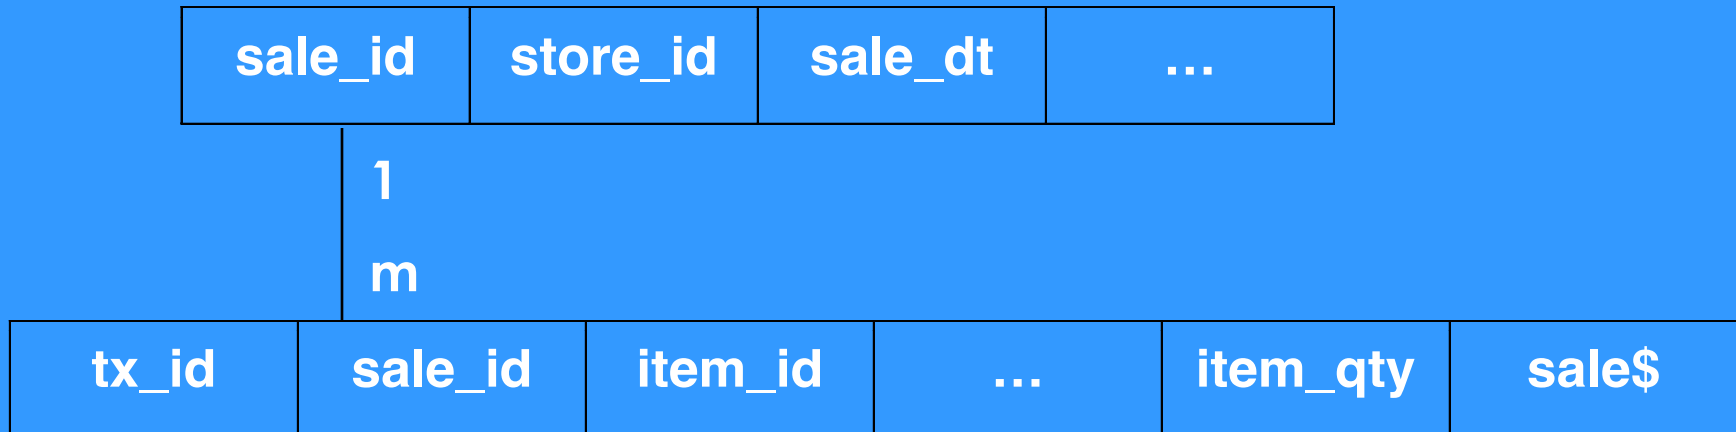 sale_id store_id sale_dt …
1
m
tx_id sale_id item_id … item_qty sale$